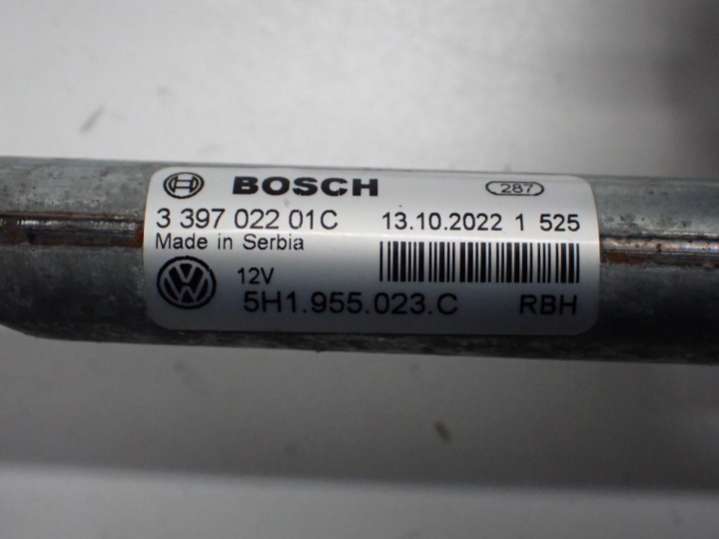 BOSCH 287
3 397 022 01C 13.10.2022 1 525
Made in Serbia
12V
5H1.955.023.C RBH